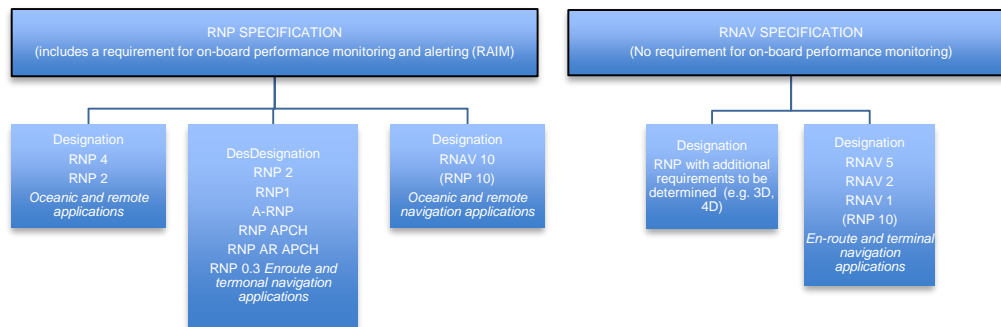 RNP SPECIFICATION
(includes a requirement for on-board performance monitoring and alerting (RAIM)
RNAV SPECIFICATION
(No requirement for on-board performance monitoring)
Designation
RNP 4
RNP 2
Oceanic and remote
applications
DesDesignation
RNP 2
RNP1
A-RNP
RNP APCH
RNP AR APCH
RNP 0.3 Enroute and
termonal navigation
applications
Designation
RNAV 10
(RNP 10)
Oceanic and remote
navigation applications
Designation
RNP with additional
requirements to be
determined (e.g. 3D,
4D)
Designation
RNAV 5
RNAV 2
RNAV 1
(RNP 10)
En-route and terminal
navigation
applications